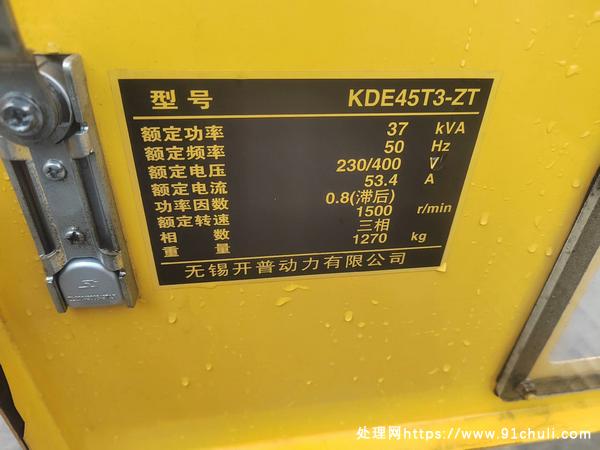 型号 KDE45T3-ZT
额定功率 37 kVA
额定频率 50 Hz
额定电压 230/400 V
额定电流 53.4 A
功率因数 0.8(滞后)
额定转速 1500 r/min
相数 三相
重量 1270 kg
无锡开普动力有限公司
处理网https://www.91chuli.com/